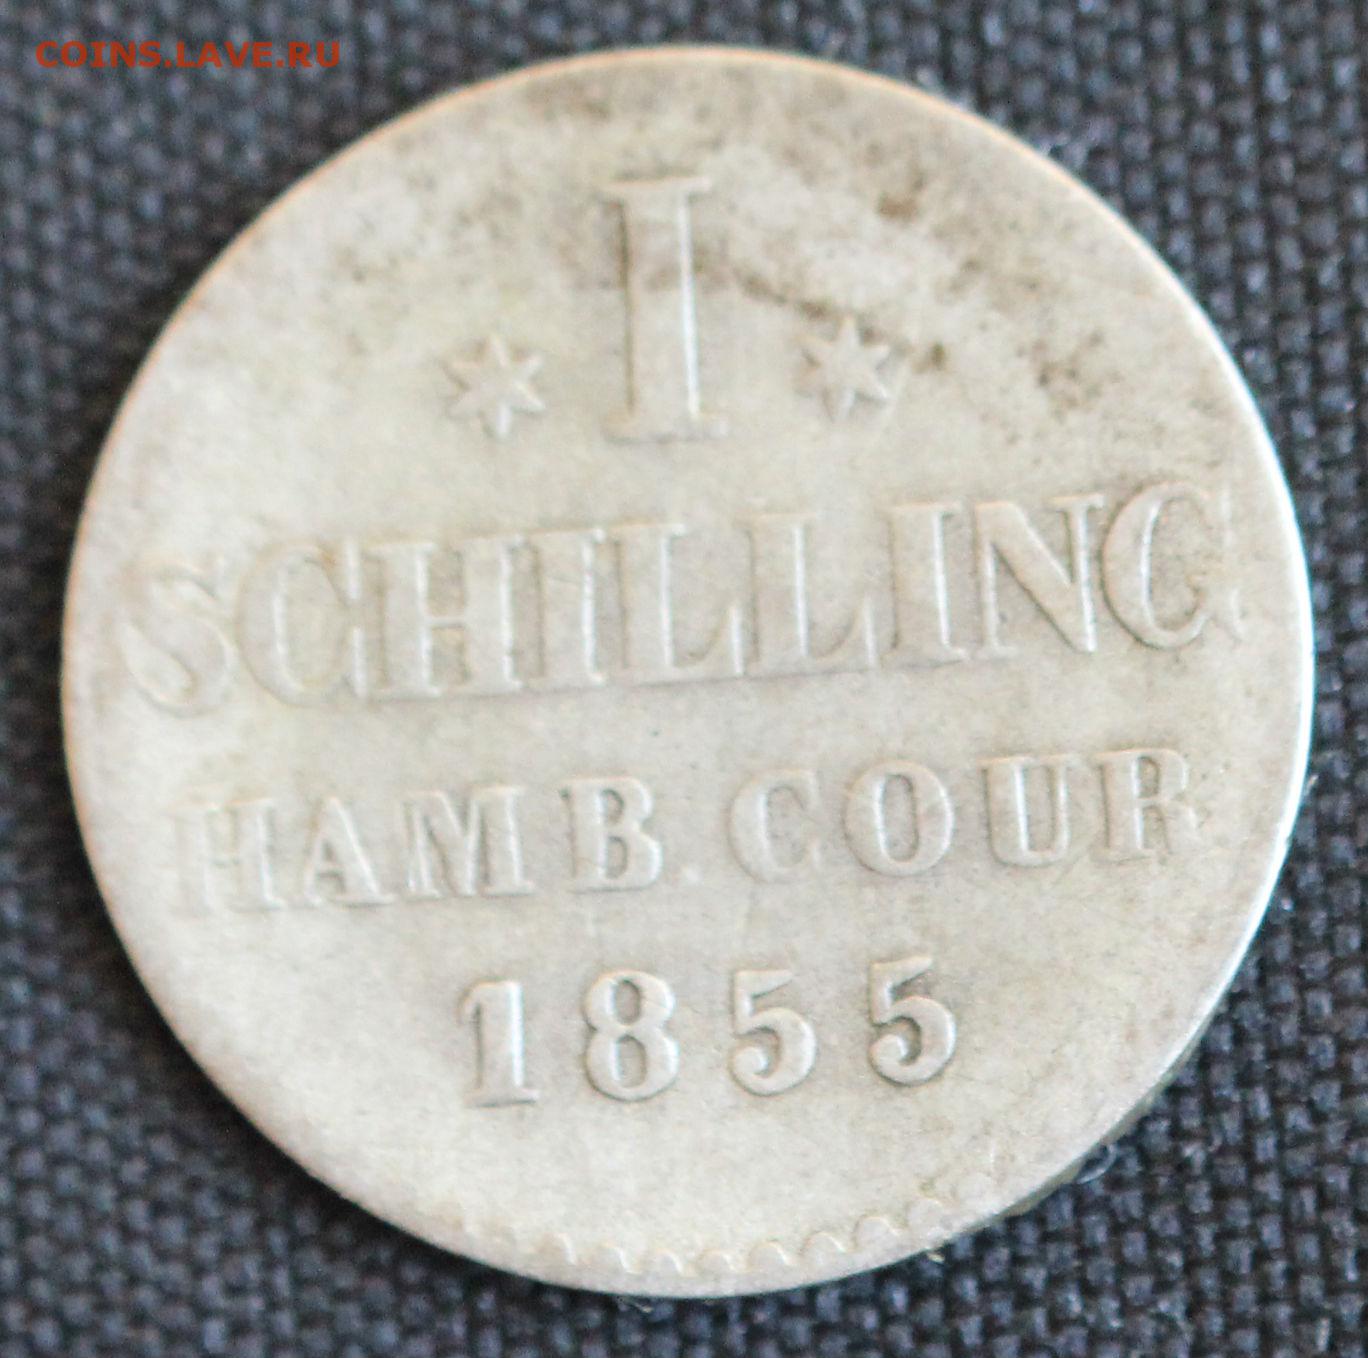 COINS.LAVE.RU
I
SCHILLING
HAMB. COUR
1855